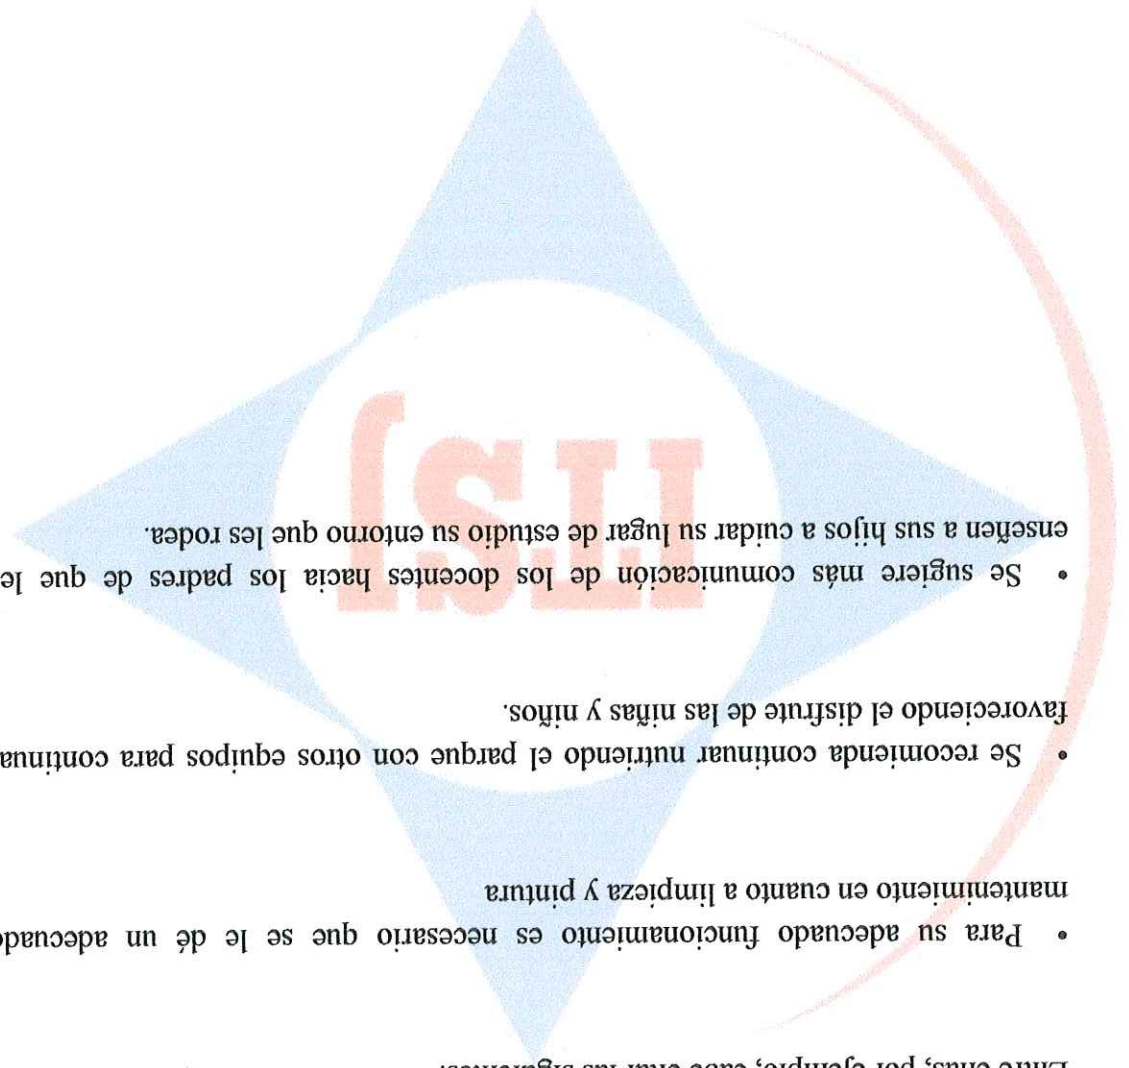 Entre ellas, por ejemplo, cabe citar las siguientes:
• Para su adecuado funcionamiento es necesario que se le dé un adecuado
mantenimiento en cuanto a limpieza y pintura
• Se recomienda continuar nutriendo el parque con otros equipos para continua
favoreciendo el disfrute de las niñas y niños.
• Se sugiere más comunicación de los docentes hacia los padres de que le
enseñen a sus hijos a cuidar su lugar de estudio su entorno que les rodea.
ITSJ